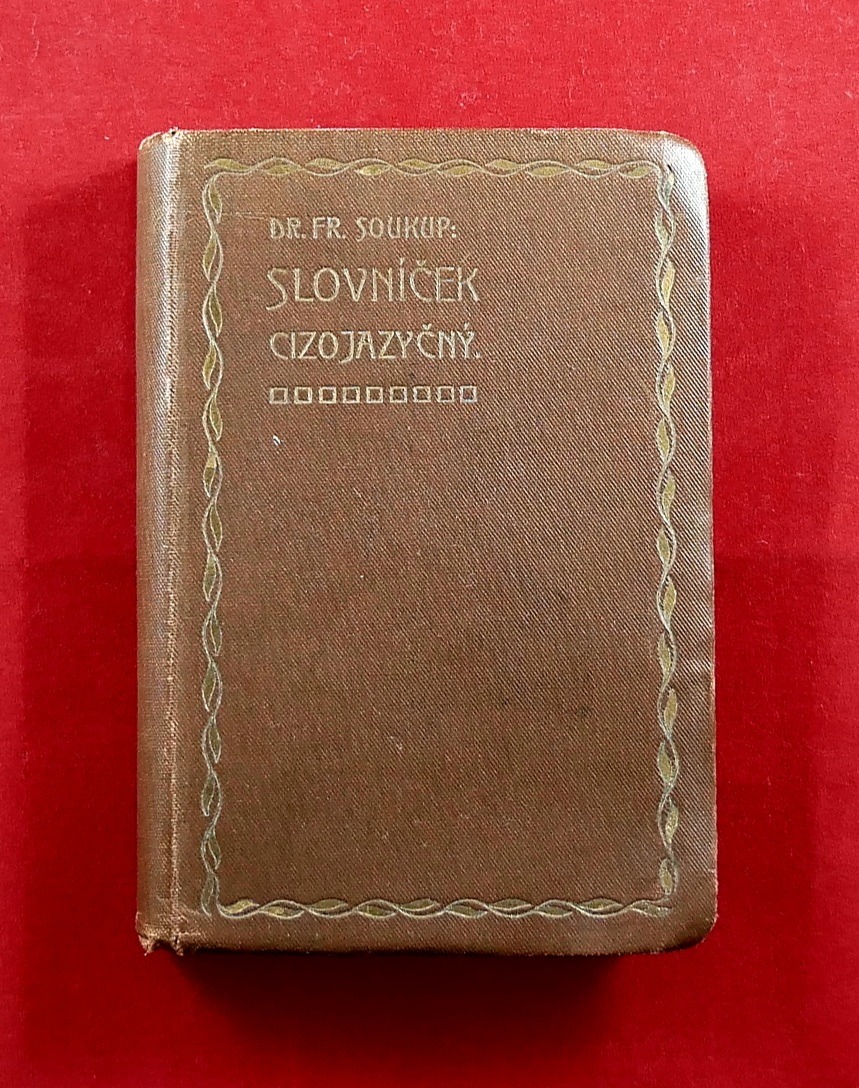 DR. FR. SOUKUP:
SLOVNÍČEK
CIZOJAZYČNÝ.